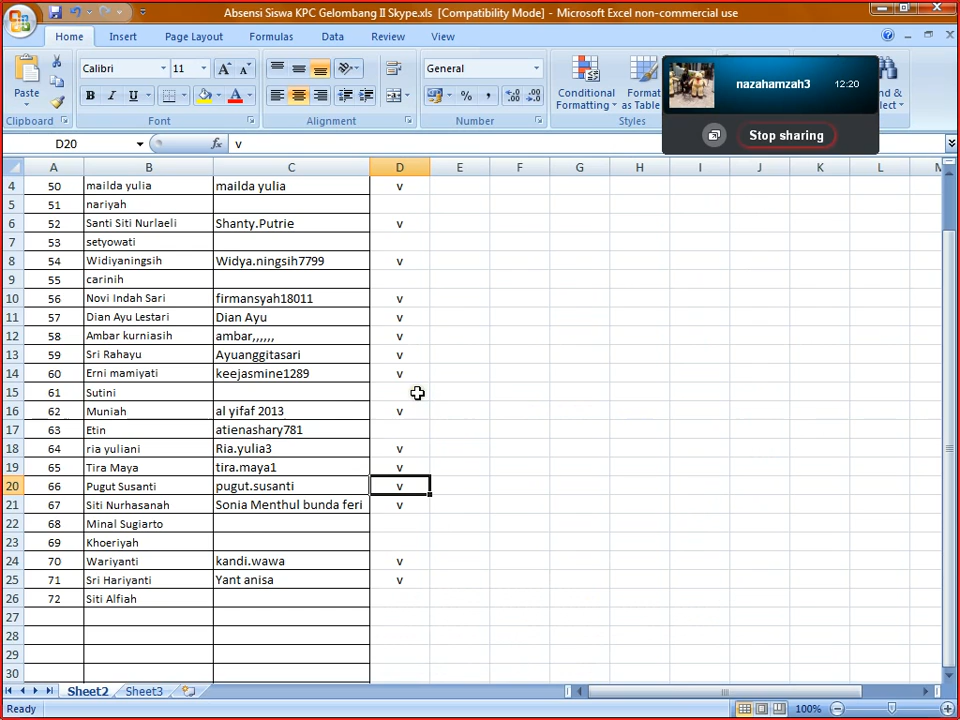 Absensi Siswa KPC Gelombang II Skype.xls [Compatibility Mode] - Microsoft Excel non-commercial use
Home Insert Page Layout Formulas Data Review View
Paste Calibri 11 A A General Conditional Formatting Format as Table
B I U A % , .0 .00 .00 .0
Clipboard Font Alignment Number Styles
nazahamzah3 12:20
Stop sharing
D20 fx v
A B C D E F G H I J K L M
4 50 mailda yulia mailda yulia v
5 51 nariyah
6 52 Santi Siti Nurlaeli Shanty.Putrie v
7 53 setyowati
8 54 Widiyaningsih Widya.ningsih7799 v
9 55 carinih
10 56 Novi Indah Sari firmansyah18011 v
11 57 Dian Ayu Lestari Dian Ayu v
12 58 Ambar kurniasih ambar,,,,,, v
13 59 Sri Rahayu Ayuanggitasari v
14 60 Erni mamiyati keejasmine1289 v
15 61 Sutini
16 62 Muniah al yifaf 2013 v
17 63 Etin atienashary781
18 64 ria yuliani Ria.yulia3 v
19 65 Tira Maya tira.maya1 v
20 66 Pugut Susanti pugut.susanti v
21 67 Siti Nurhasanah Sonia Menthul bunda feri v
22 68 Minal Sugiarto
23 69 Khoeriyah
24 70 Wariyanti kandi.wawa v
25 71 Sri Hariyanti Yant anisa v
26 72 Siti Alfiah
27
28
29
30
Sheet2 Sheet3
Ready 100%